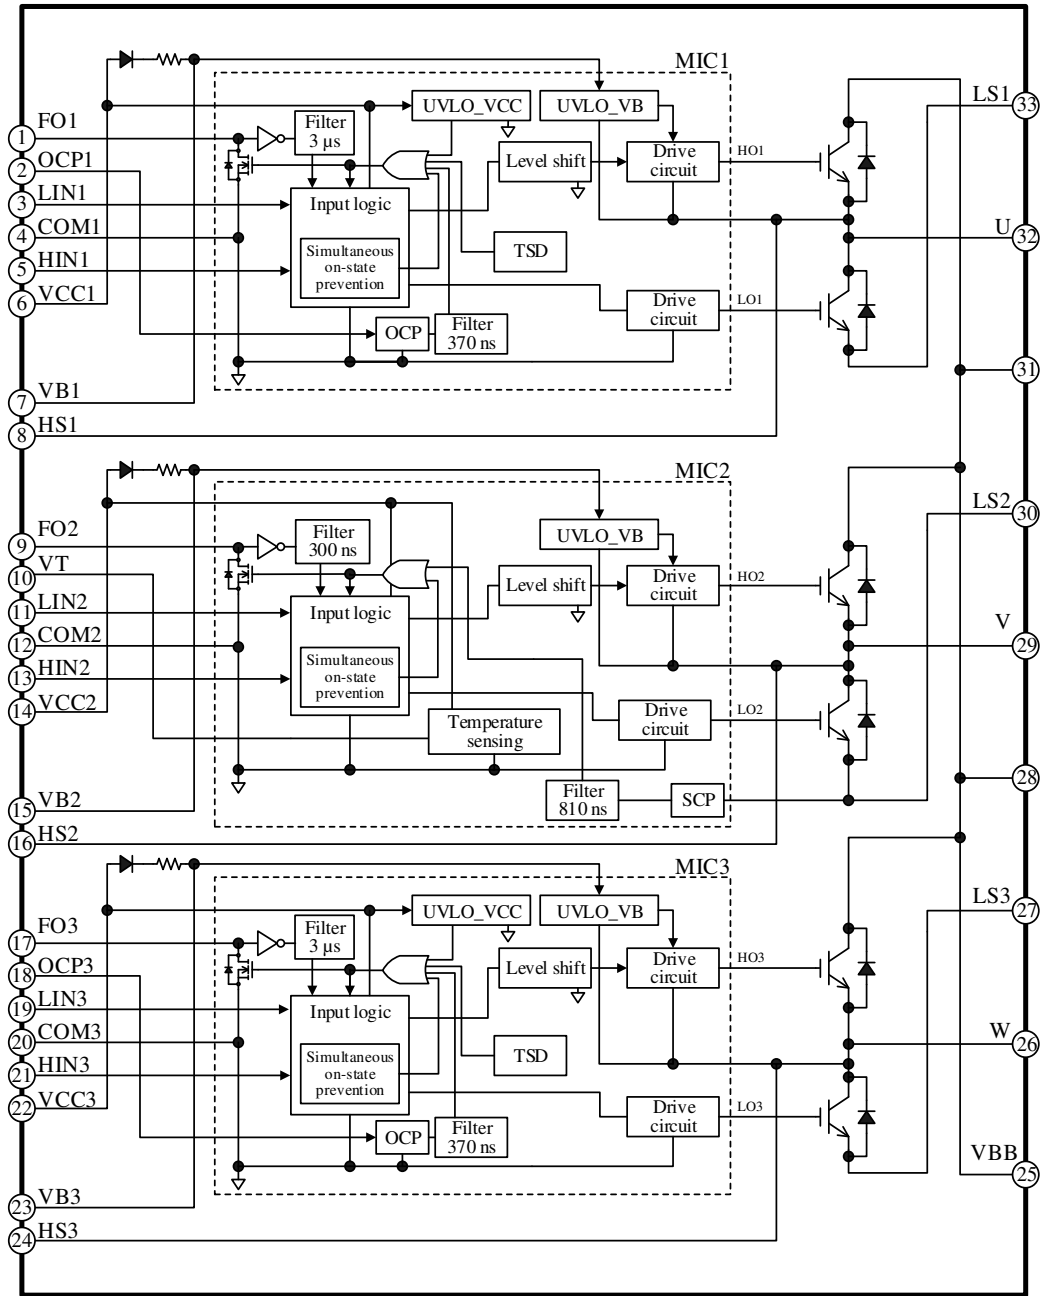 MIC1
FO1
1
OCP1
2
LIN1
3
COM1
4
HIN1
5
VCC1
6
VB1
7
HS1
8
Filter
3 µs
UVLO_VCC
UVLO_VB
Level shift
Drive
circuit
HO1
Input logic
Simultaneous
on-state
prevention
TSD
OCP
Filter
370 ns
Drive
circuit
LO1
LS1
33
U
32
31
MIC2
FO2
9
VT
10
LIN2
11
COM2
12
HIN2
13
VCC2
14
VB2
15
HS2
16
Filter
300 ns
UVLO_VB
Level shift
Drive
circuit
HO2
Input logic
Simultaneous
on-state
prevention
Temperature
sensing
Drive
circuit
LO2
Filter
810 ns
SCP
LS2
30
V
29
28
MIC3
FO3
17
OCP3
18
LIN3
19
COM3
20
HIN3
21
VCC3
22
VB3
23
HS3
24
Filter
3 µs
UVLO_VCC
UVLO_VB
Level shift
Drive
circuit
HO3
Input logic
Simultaneous
on-state
prevention
TSD
OCP
Filter
370 ns
Drive
circuit
LO3
LS3
27
W
26
VBB
25